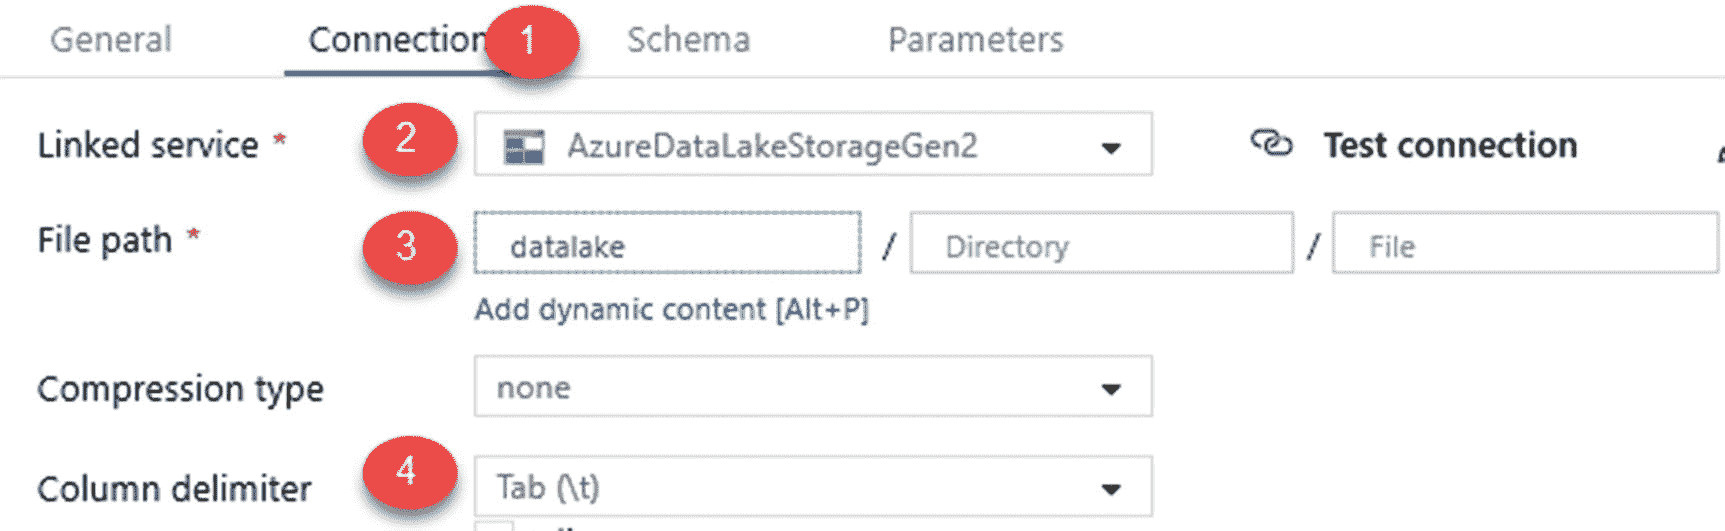 General Connection 1 Schema Parameters
Linked service * 2 AzureDataLakeStorageGen2 Test connection
File path * 3 datalake / Directory / File
Add dynamic content [Alt+P]
Compression type none
Column delimiter 4 Tab (\t)